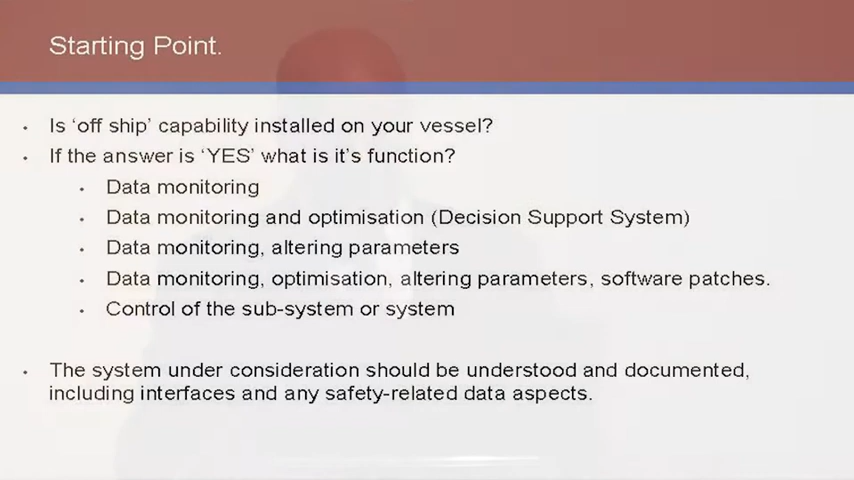 Starting Point.
• Is ‘off ship’ capability installed on your vessel?
• If the answer is ‘YES’ what is it’s function?
• Data monitoring
• Data monitoring and optimisation (Decision Support System)
• Data monitoring, altering parameters
• Data monitoring, optimisation, altering parameters, software patches.
• Control of the sub-system or system
• The system under consideration should be understood and documented,
including interfaces and any safety-related data aspects.